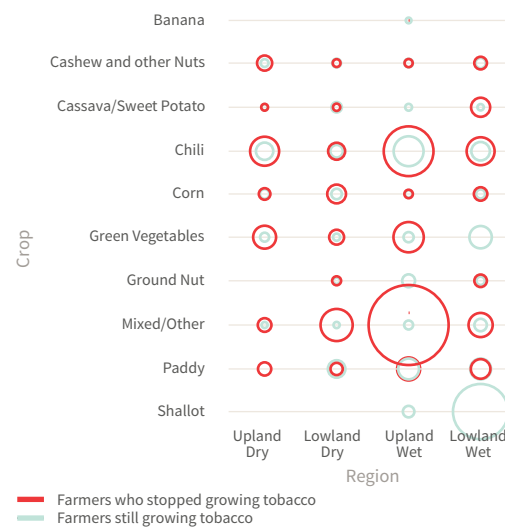 Banana
Cashew and other Nuts
Cassava/Sweet Potato
Chili
Corn
Green Vegetables
Ground Nut
Mixed/Other
Paddy
Shallot
Crop
Upland Dry
Lowland Dry
Upland Wet
Lowland Wet
Region
Farmers who stopped growing tobacco
Farmers still growing tobacco